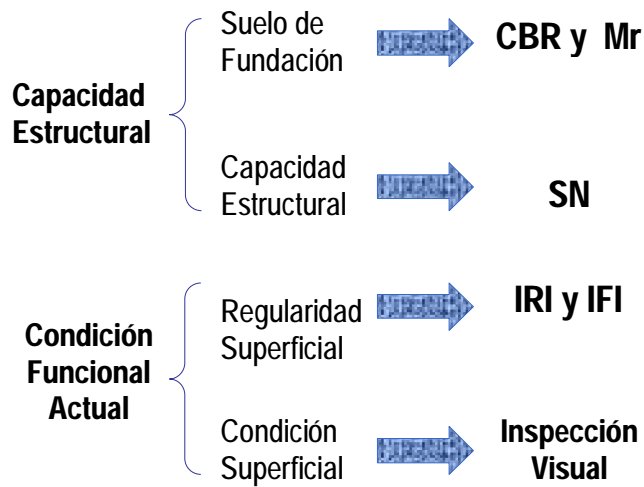 Suelo de
Fundación
CBR y Mr
Capacidad
Estructural
Capacidad
Estructural
SN
Regularidad
Superficial
IRI y IFI
Condición
Funcional
Actual
Condición
Superficial
Inspección
Visual